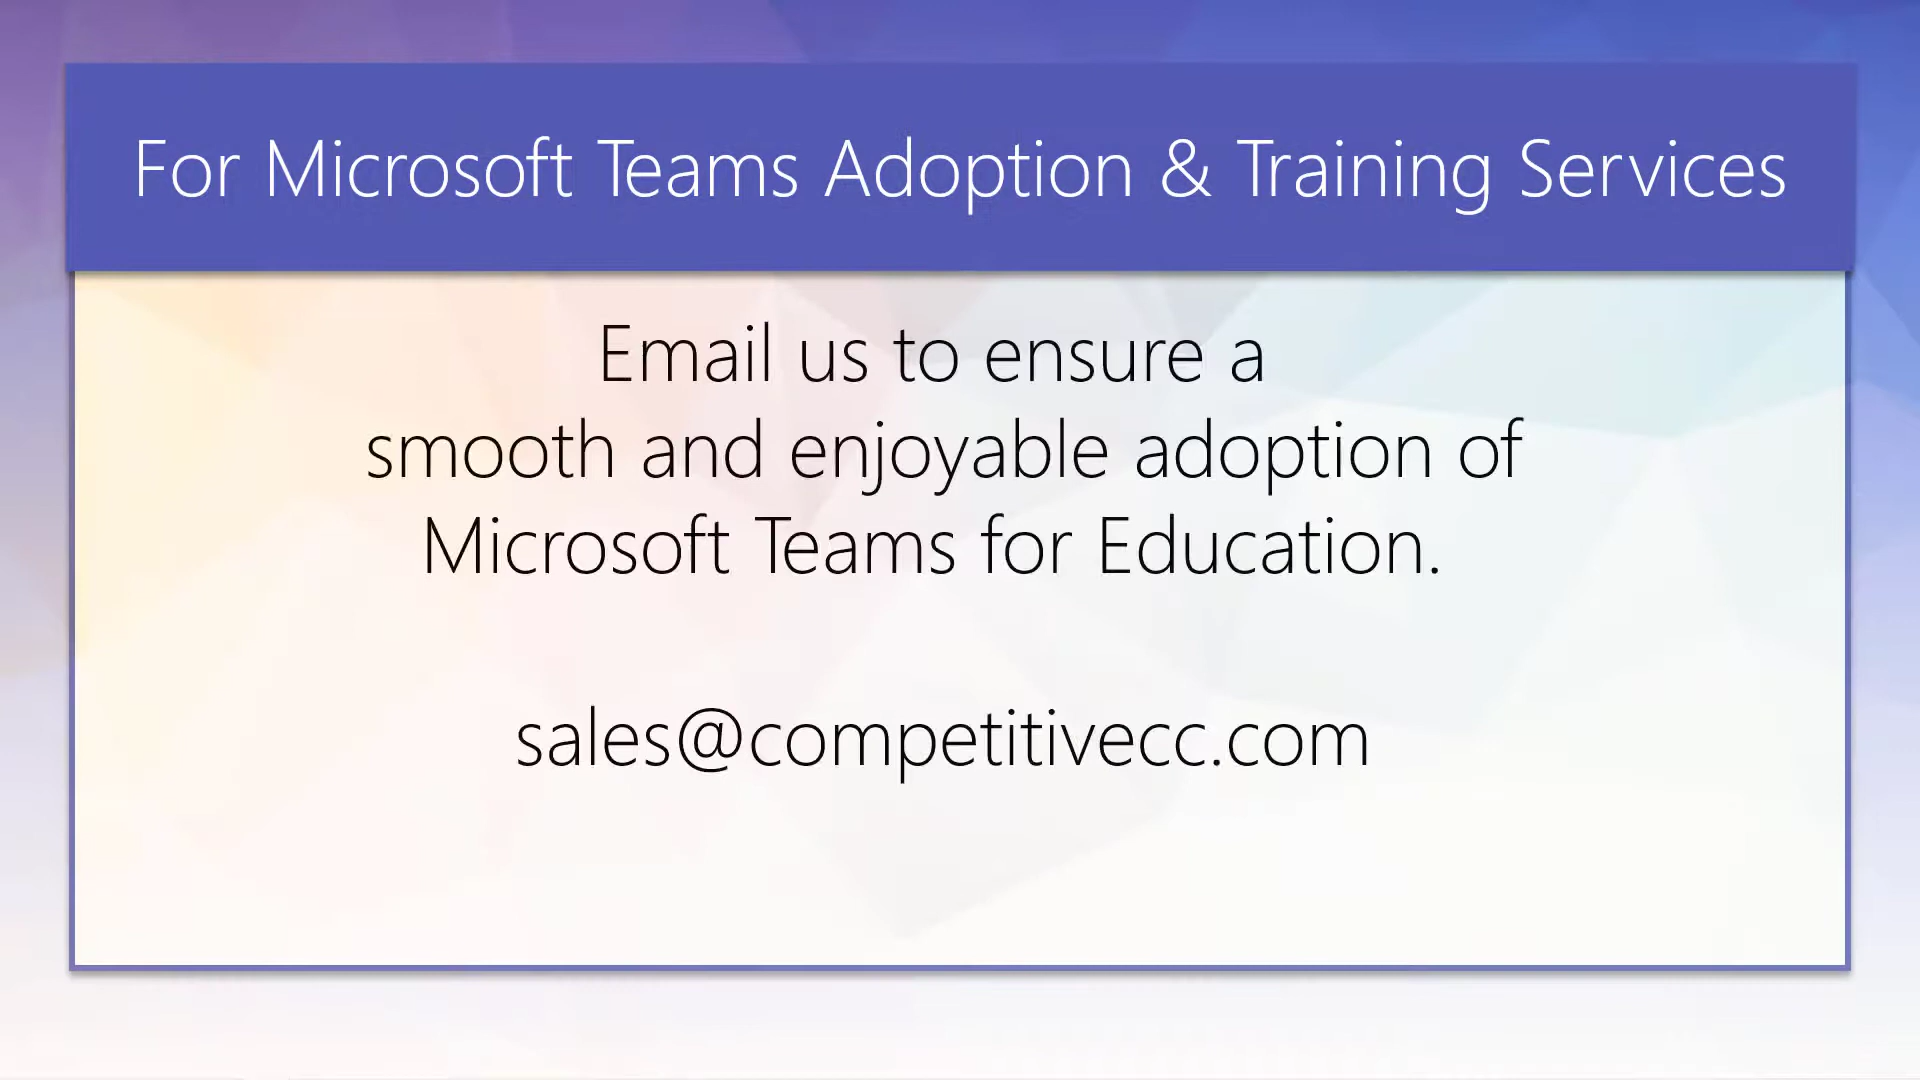 For Microsoft Teams Adoption & Training Services
Email us to ensure a
smooth and enjoyable adoption of
Microsoft Teams for Education.
sales@competitivecc.com